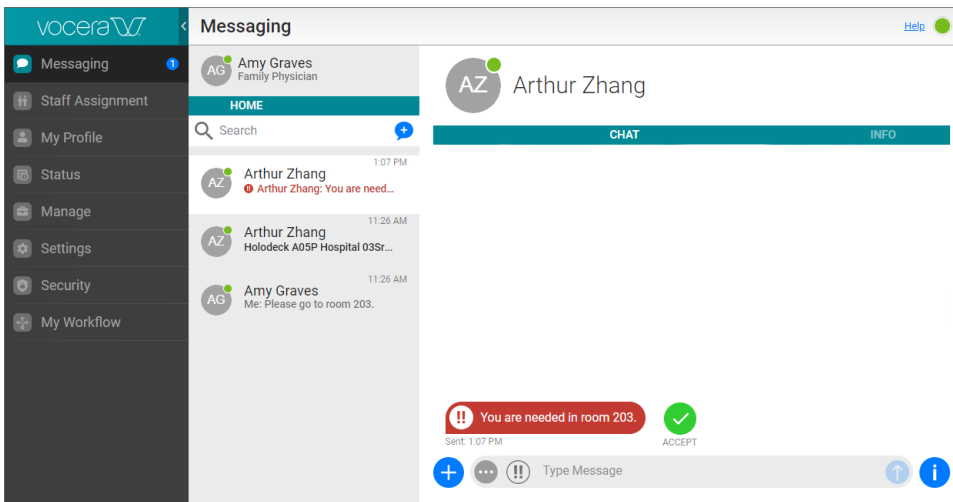 vocera
Messaging
Help
Messaging
1
Staff Assignment
My Profile
Status
Manage
Settings
Security
My Workflow
AG
Amy Graves
Family Physician
HOME
Search
1:07 PM
AZ
Arthur Zhang
!! Arthur Zhang: You are need...
11:26 AM
AZ
Arthur Zhang
Holodeck A05P Hospital 03Sr...
11:26 AM
AG
Amy Graves
Me: Please go to room 203.
AZ
Arthur Zhang
CHAT
INFO
!! You are needed in room 203.
Sent: 1:07 PM
ACCEPT
!!
Type Message
i